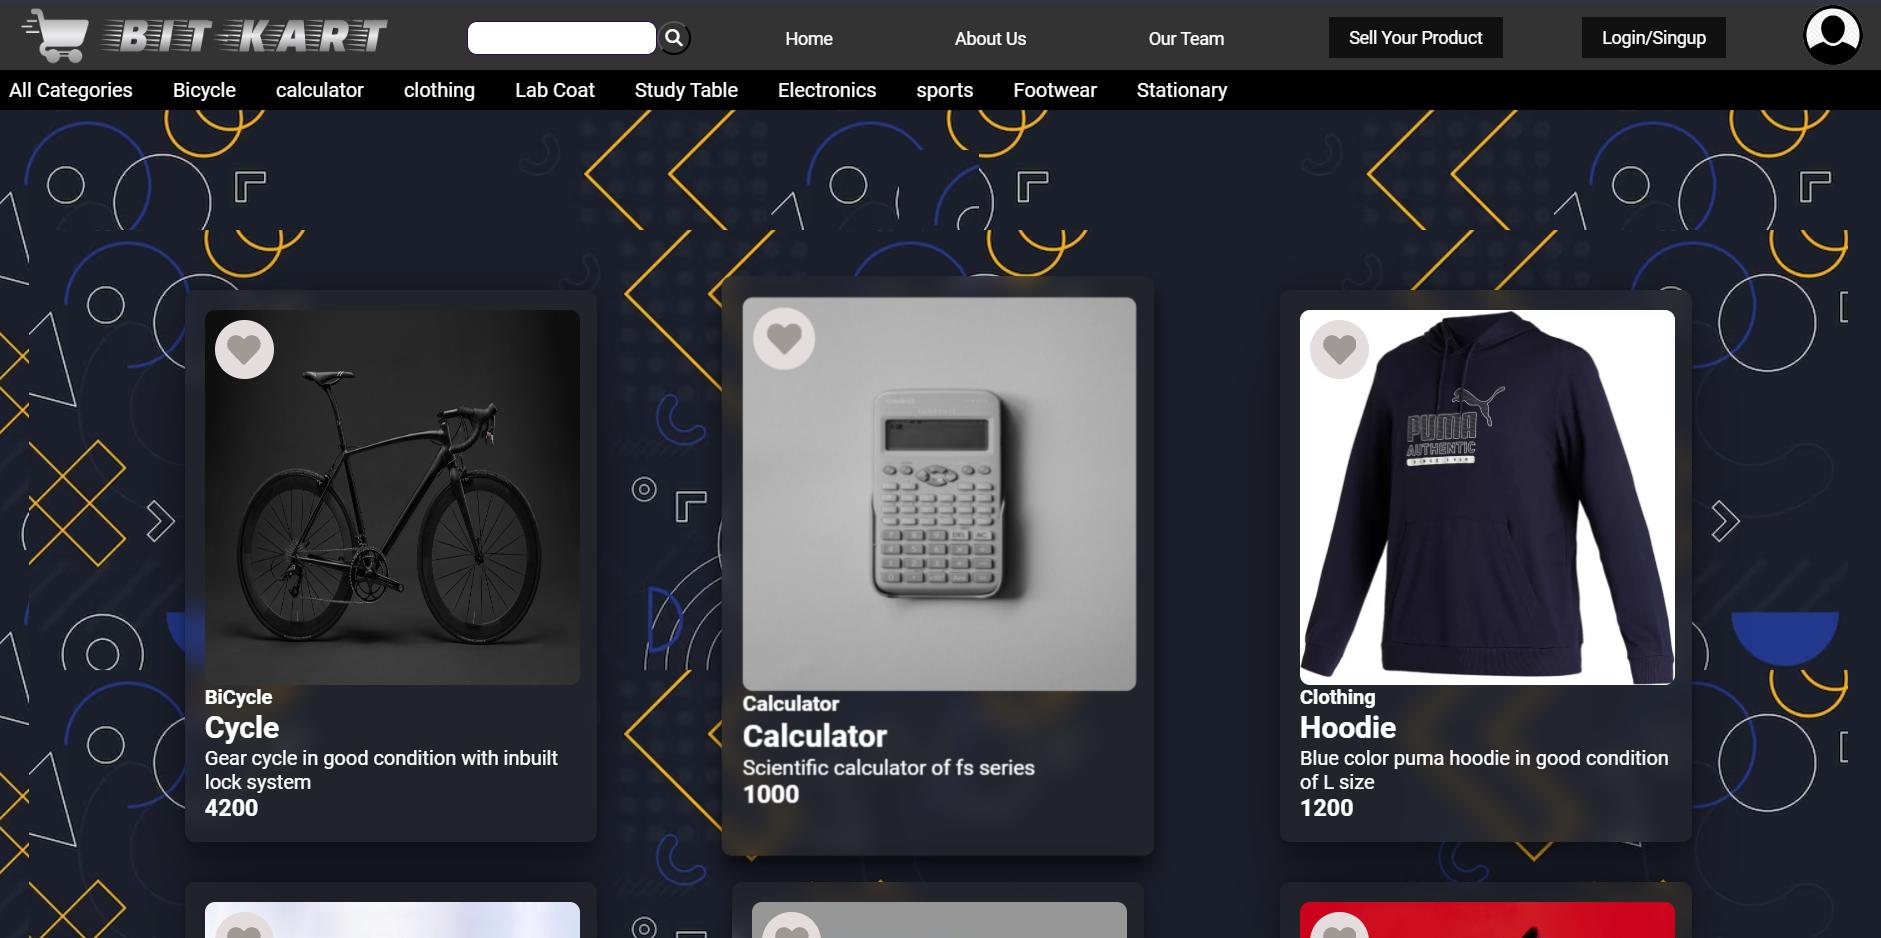 BIT KART
Home
About Us
Our Team
Sell Your Product
Login/Singup
All Categories
Bicycle
calculator
clothing
Lab Coat
Study Table
Electronics
sports
Footwear
Stationary
PUMA
AUTHENTIC
BiCycle
Cycle
Gear cycle in good condition with inbuilt
lock system
4200
Calculator
Calculator
Scientific calculator of fs series
1000
Clothing
Hoodie
Blue color puma hoodie in good condition
of L size
1200